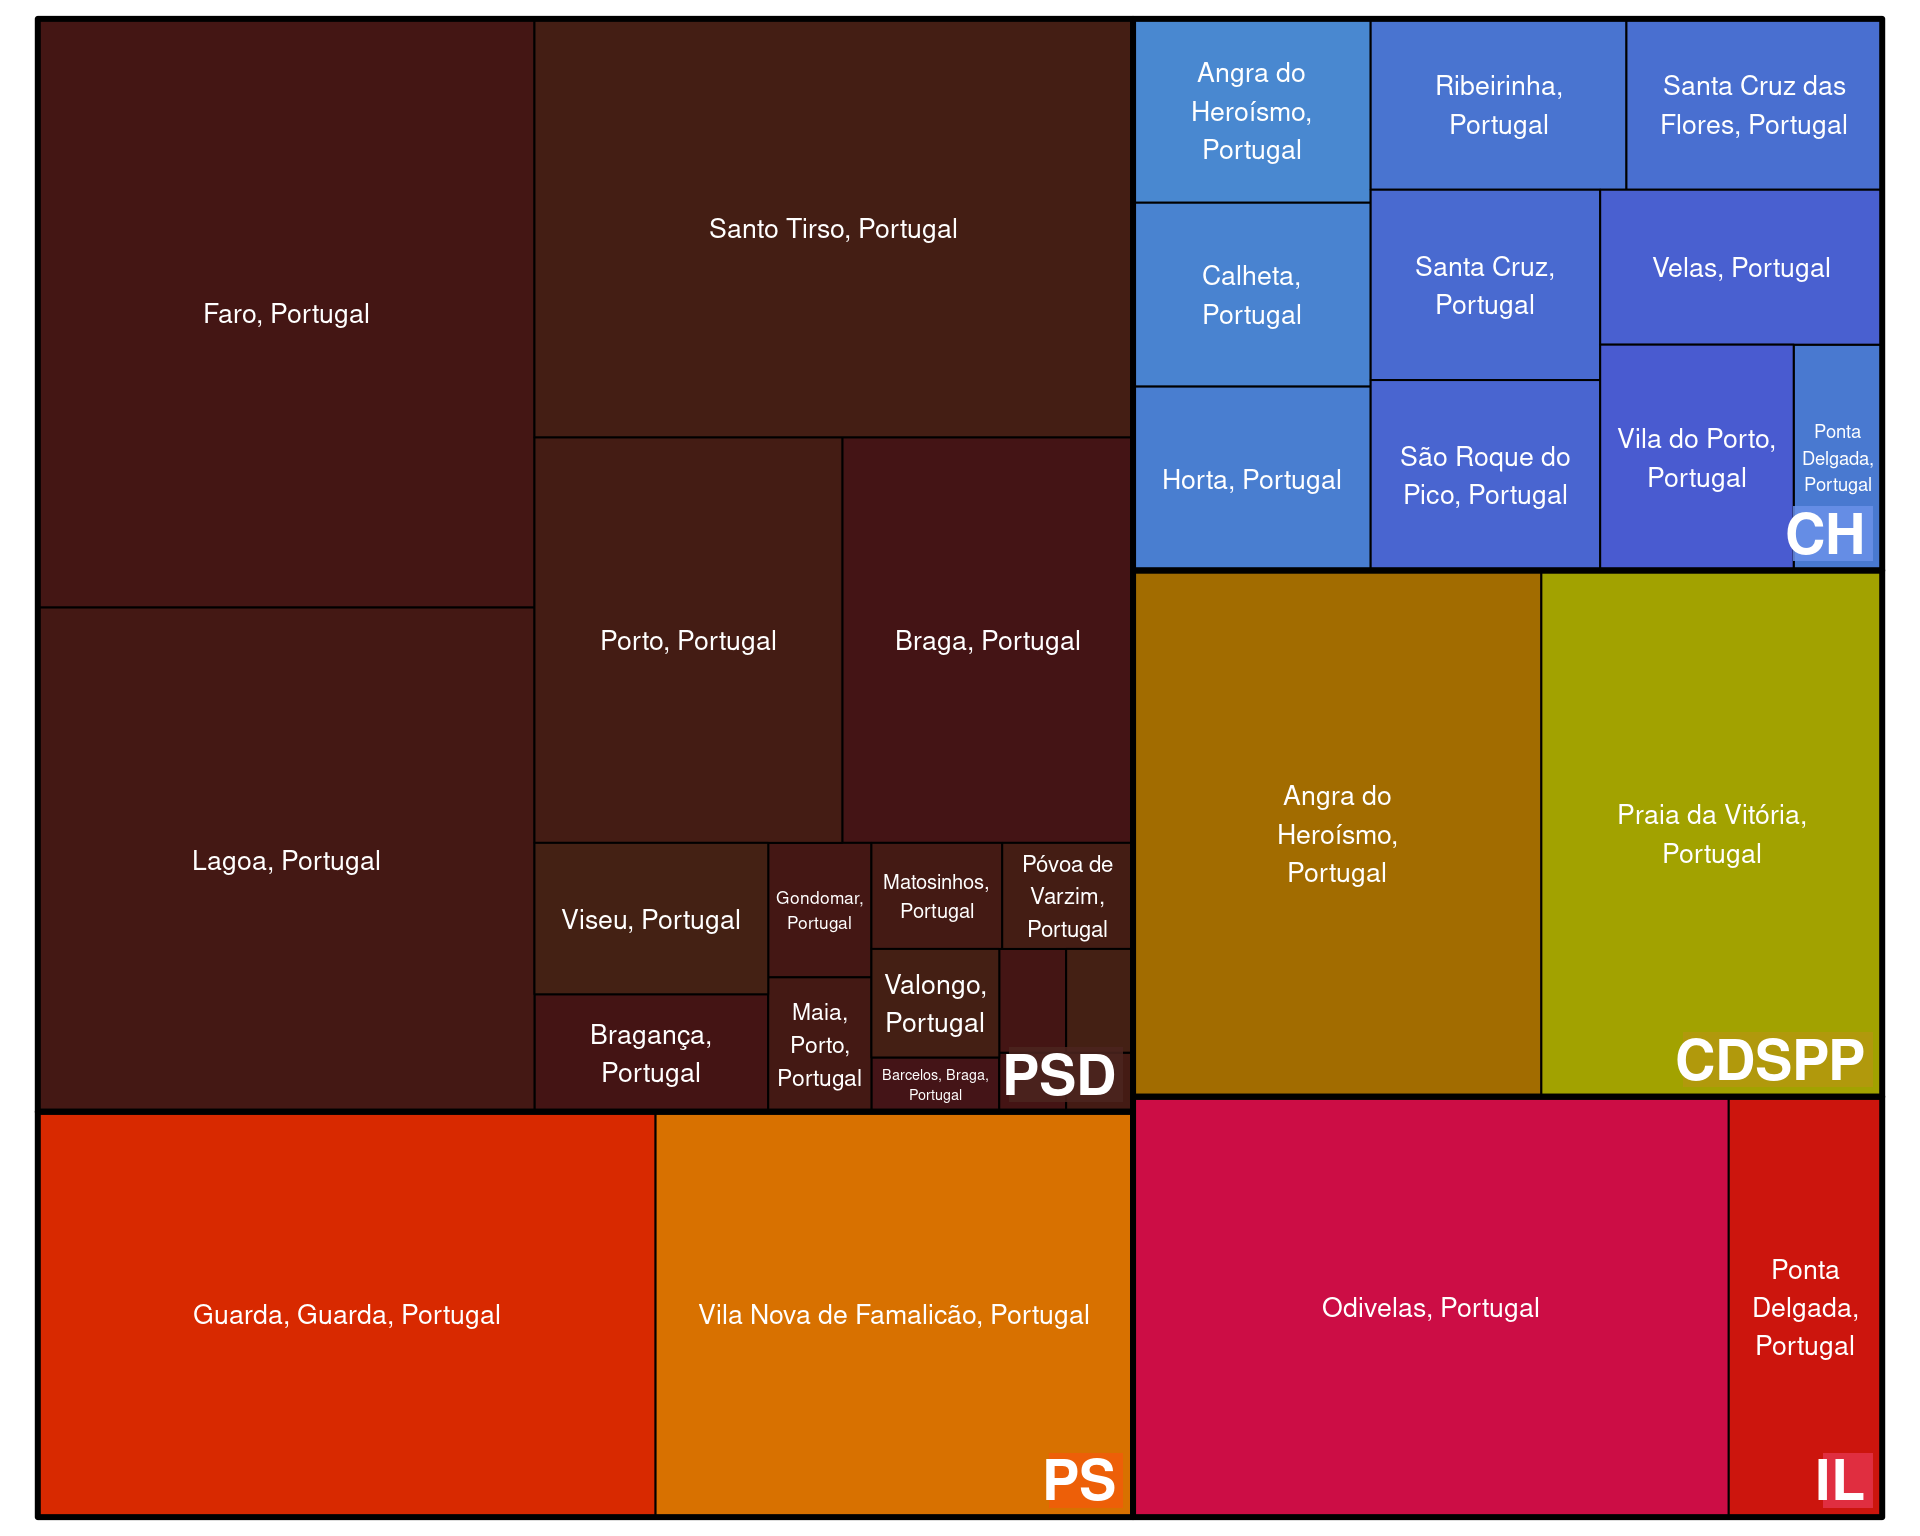 Faro, Portugal
Lagoa, Portugal
Santo Tirso, Portugal
Porto, Portugal
Braga, Portugal
Viseu, Portugal
Bragança,
Portugal
Gondomar,
Portugal
Maia,
Porto,
Portugal
Matosinhos,
Portugal
Póvoa de
Varzim,
Portugal
Valongo,
Portugal
Barcelos, Braga,
Portugal
PSD
Guarda, Guarda, Portugal
Vila Nova de Famalicão, Portugal
PS
Angra do
Heroísmo,
Portugal
Calheta,
Portugal
Horta, Portugal
Ribeirinha,
Portugal
Santa Cruz das
Flores, Portugal
Santa Cruz,
Portugal
Velas, Portugal
São Roque do
Pico, Portugal
Vila do Porto,
Portugal
Ponta
Delgada,
Portugal
CH
Angra do
Heroísmo,
Portugal
Praia da Vitória,
Portugal
CDSPP
Odivelas, Portugal
Ponta
Delgada,
Portugal
IL